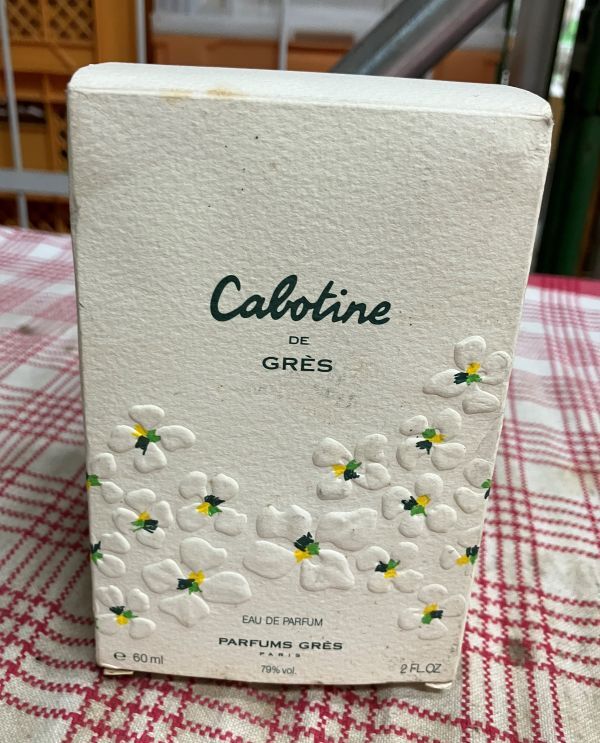 Cabotine
DE
GRÈS
EAU DE PARFUM
PARFUMS GRÈS
PARIS
℮ 60 ml
79% vol.
2 FL.OZ